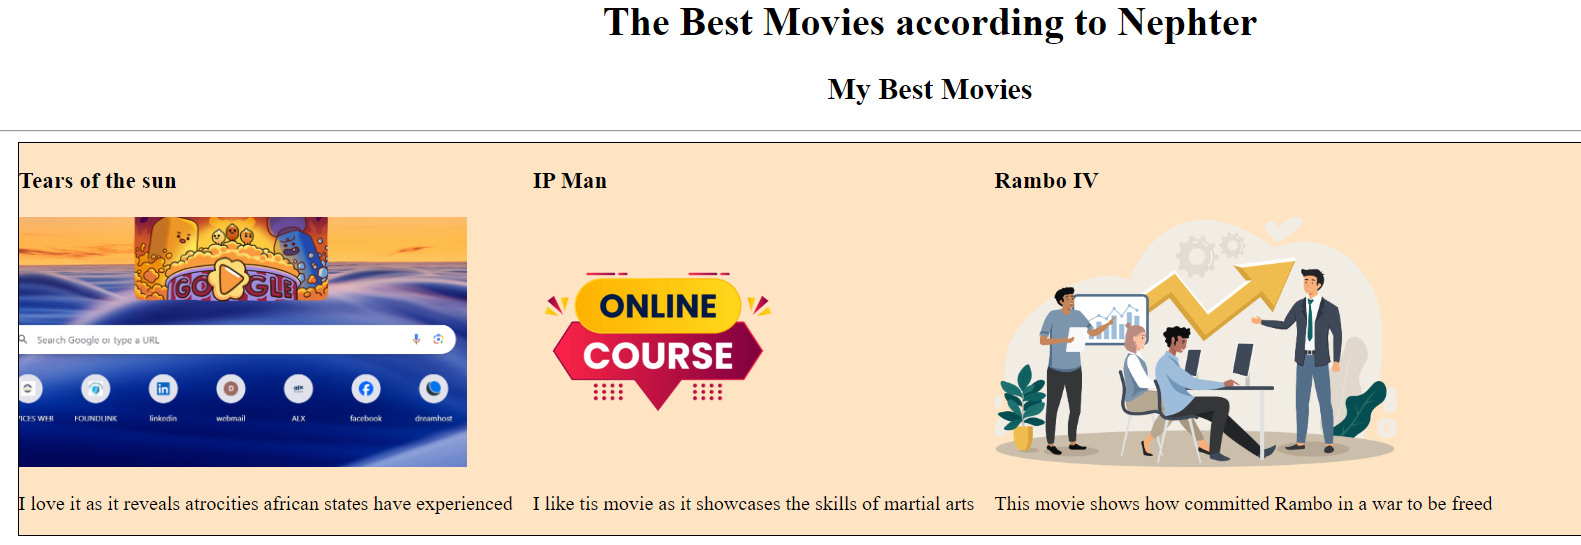 The Best Movies according to Nephter
My Best Movies
Tears of the sun
IP Man
Rambo IV
GOOGLE
Search Google or type a URL
ICES WEB
FOUNDLINK
linkedin
webmail
ALX
facebook
dreamhost
in
D
alx
ONLINE
COURSE
I love it as it reveals atrocities african states have experienced
I like tis movie as it showcases the skills of martial arts
This movie shows how committed Rambo in a war to be freed